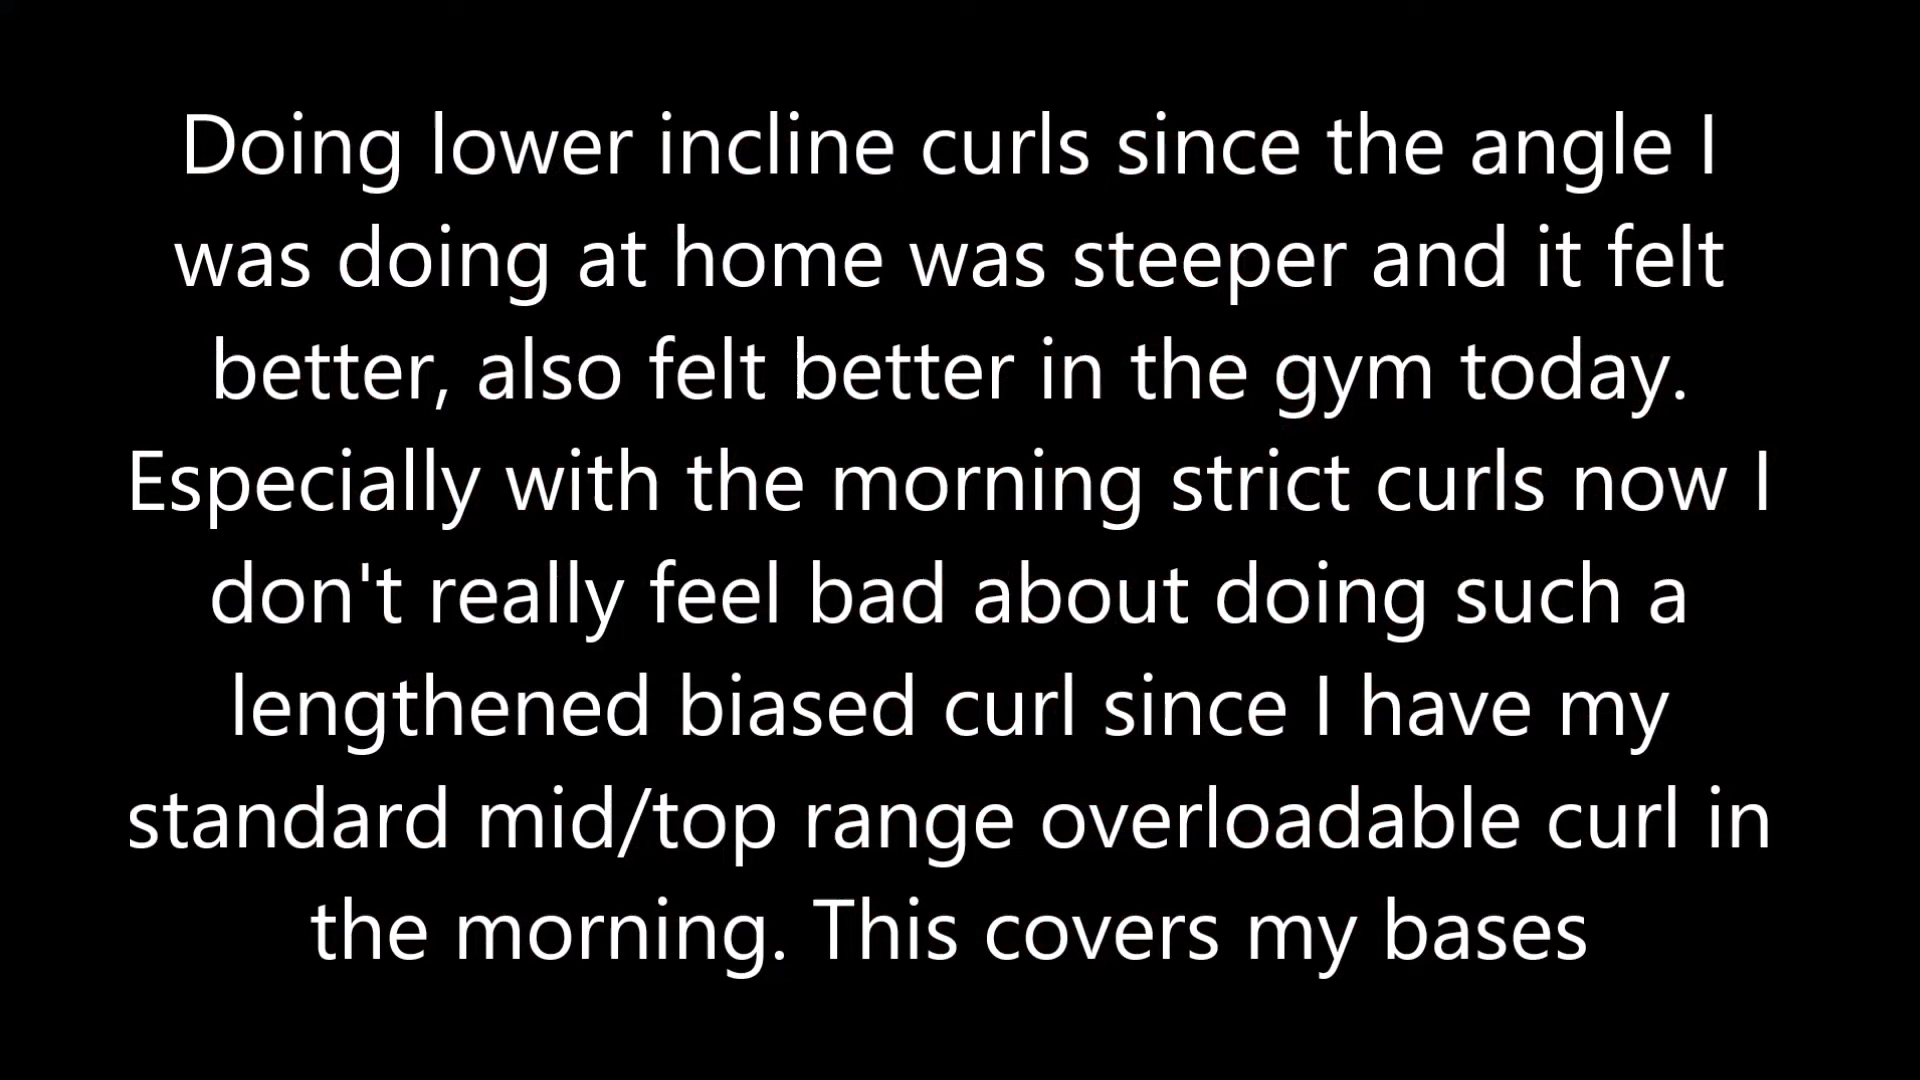 Doing lower incline curls since the angle I
was doing at home was steeper and it felt
better, also felt better in the gym today.
Especially with the morning strict curls now I
don't really feel bad about doing such a
lengthened biased curl since I have my
standard mid/top range overloadable curl in
the morning. This covers my bases